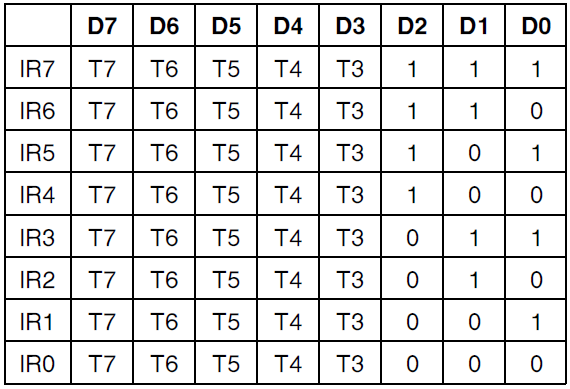 D7 D6 D5 D4 D3 D2 D1 D0
IR7 T7 T6 T5 T4 T3 1 1 1
IR6 T7 T6 T5 T4 T3 1 1 0
IR5 T7 T6 T5 T4 T3 1 0 1
IR4 T7 T6 T5 T4 T3 1 0 0
IR3 T7 T6 T5 T4 T3 0 1 1
IR2 T7 T6 T5 T4 T3 0 1 0
IR1 T7 T6 T5 T4 T3 0 0 1
IR0 T7 T6 T5 T4 T3 0 0 0